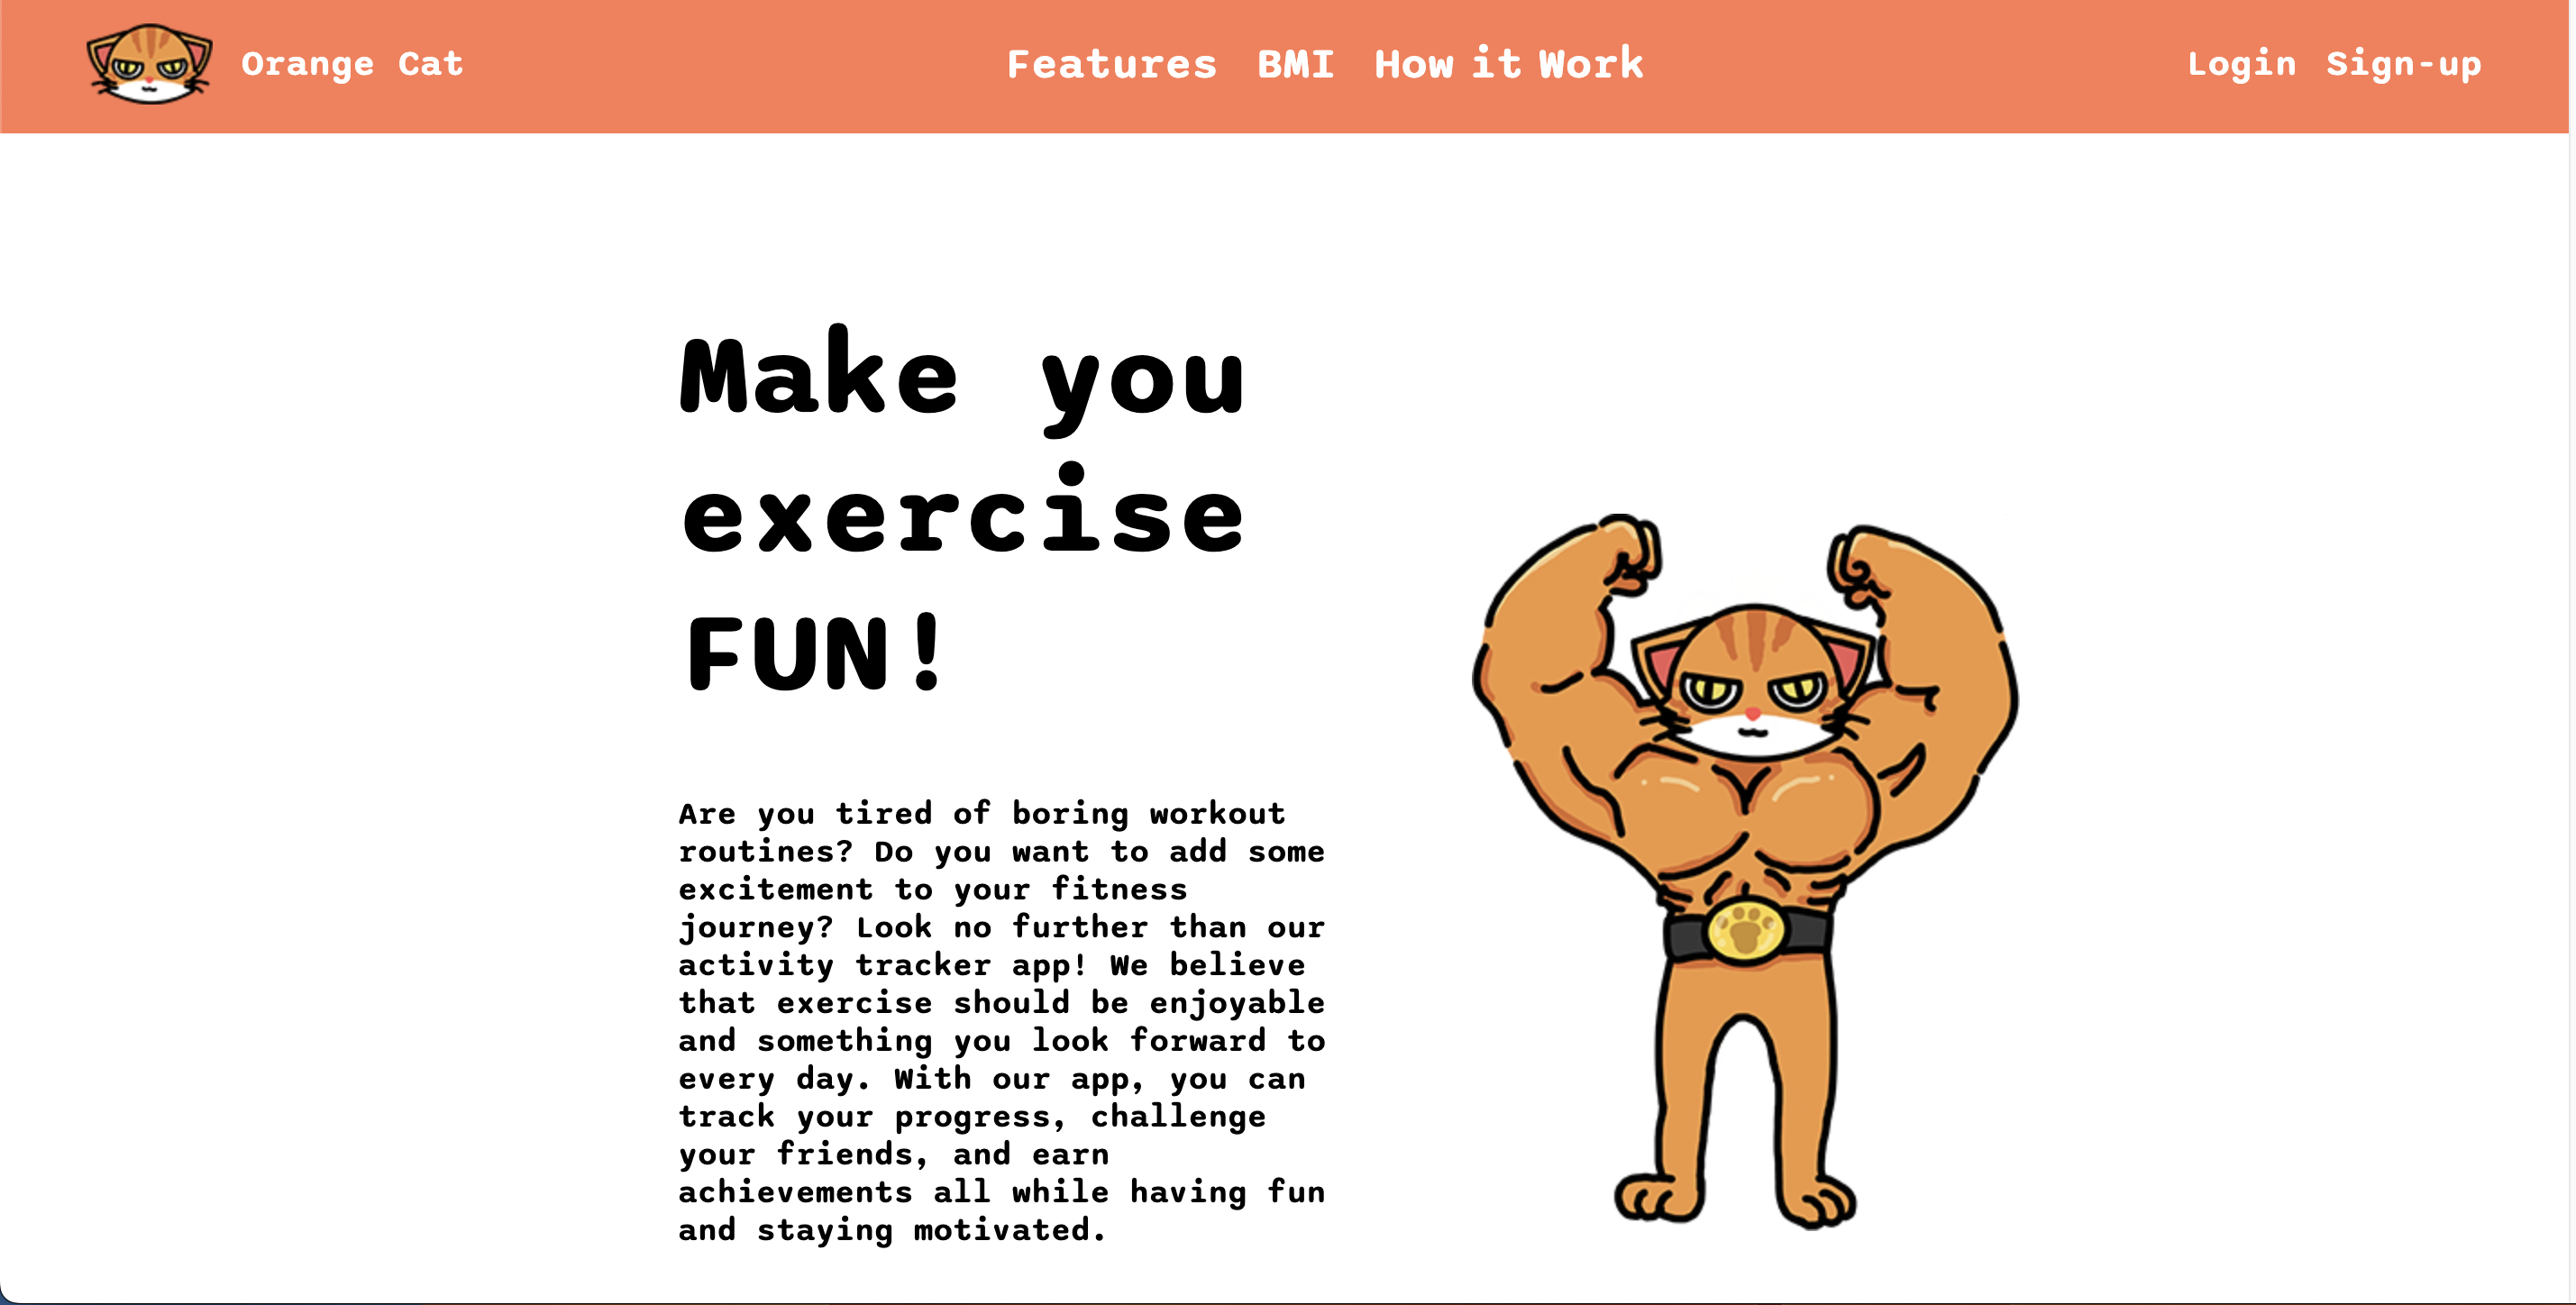 Orange Cat
Features BMI How it Work
Login Sign-up
Make you
exercise
FUN!
Are you tired of boring workout
routines? Do you want to add some
excitement to your fitness
journey? Look no further than our
activity tracker app! We believe
that exercise should be enjoyable
and something you look forward to
every day. With our app, you can
track your progress, challenge
your friends, and earn
achievements all while having fun
and staying motivated.